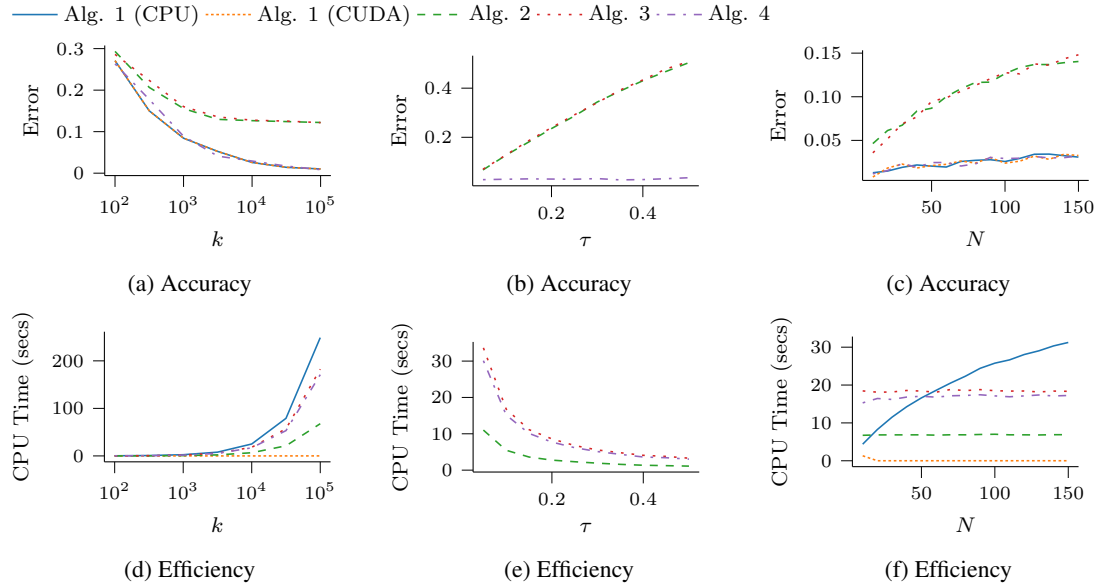 Alg. 1 (CPU) Alg. 1 (CUDA) Alg. 2 Alg. 3 Alg. 4
Error
0.3
0.2
0.1
0
10^2 10^3 10^4 10^5
k
(a) Accuracy
Error
0.4
0.2
0.2 0.4
τ
(b) Accuracy
Error
0.15
0.10
0.05
50 100 150
N
(c) Accuracy
CPU Time (secs)
200
100
0
10^2 10^3 10^4 10^5
k
(d) Efficiency
CPU Time (secs)
30
20
10
0
0.2 0.4
τ
(e) Efficiency
CPU Time (secs)
30
20
10
0
50 100 150
N
(f) Efficiency